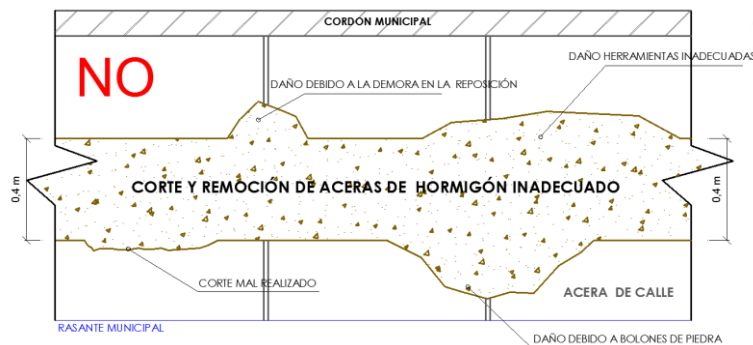 CORDON MUNICIPAL
NO
DAÑO HERRAMIENTAS INADECUADAS
DAÑO DEBIDO A LA DEMORA EN LA REPOSICIÓN
0,4 m
CORTE Y REMOCIÓN DE ACERAS DE HORMIGÓN INADECUADO
0,4 m
CORTE MAL REALIZADO
ACERA DE CALLE
RASANTE MUNICIPAL
DAÑO DEBIDO A BOLONES DE PIEDRA